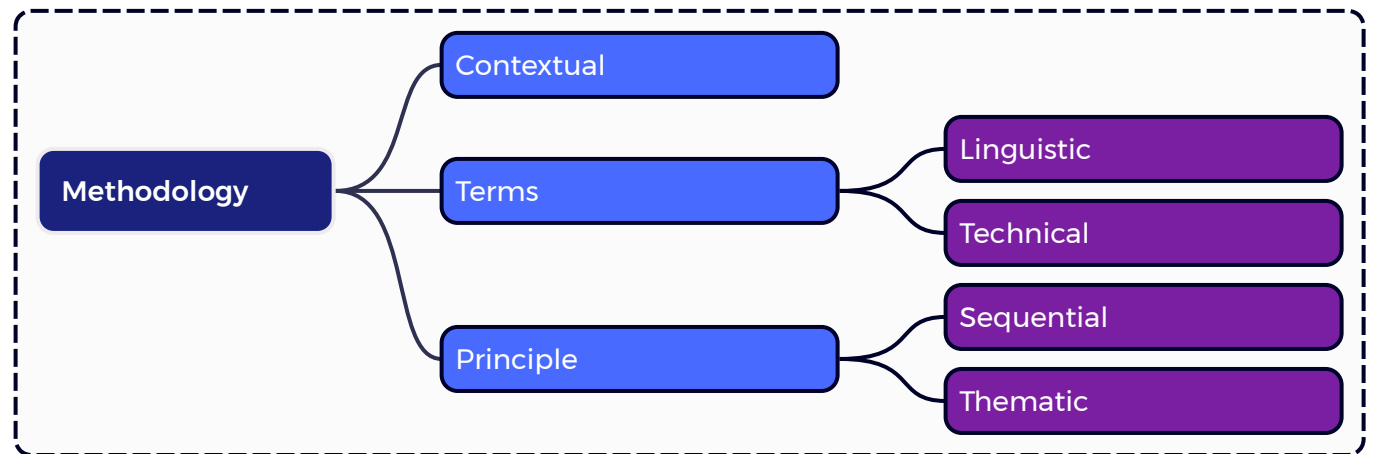 Methodology
Contextual
Terms
Linguistic
Technical
Principle
Sequential
Thematic